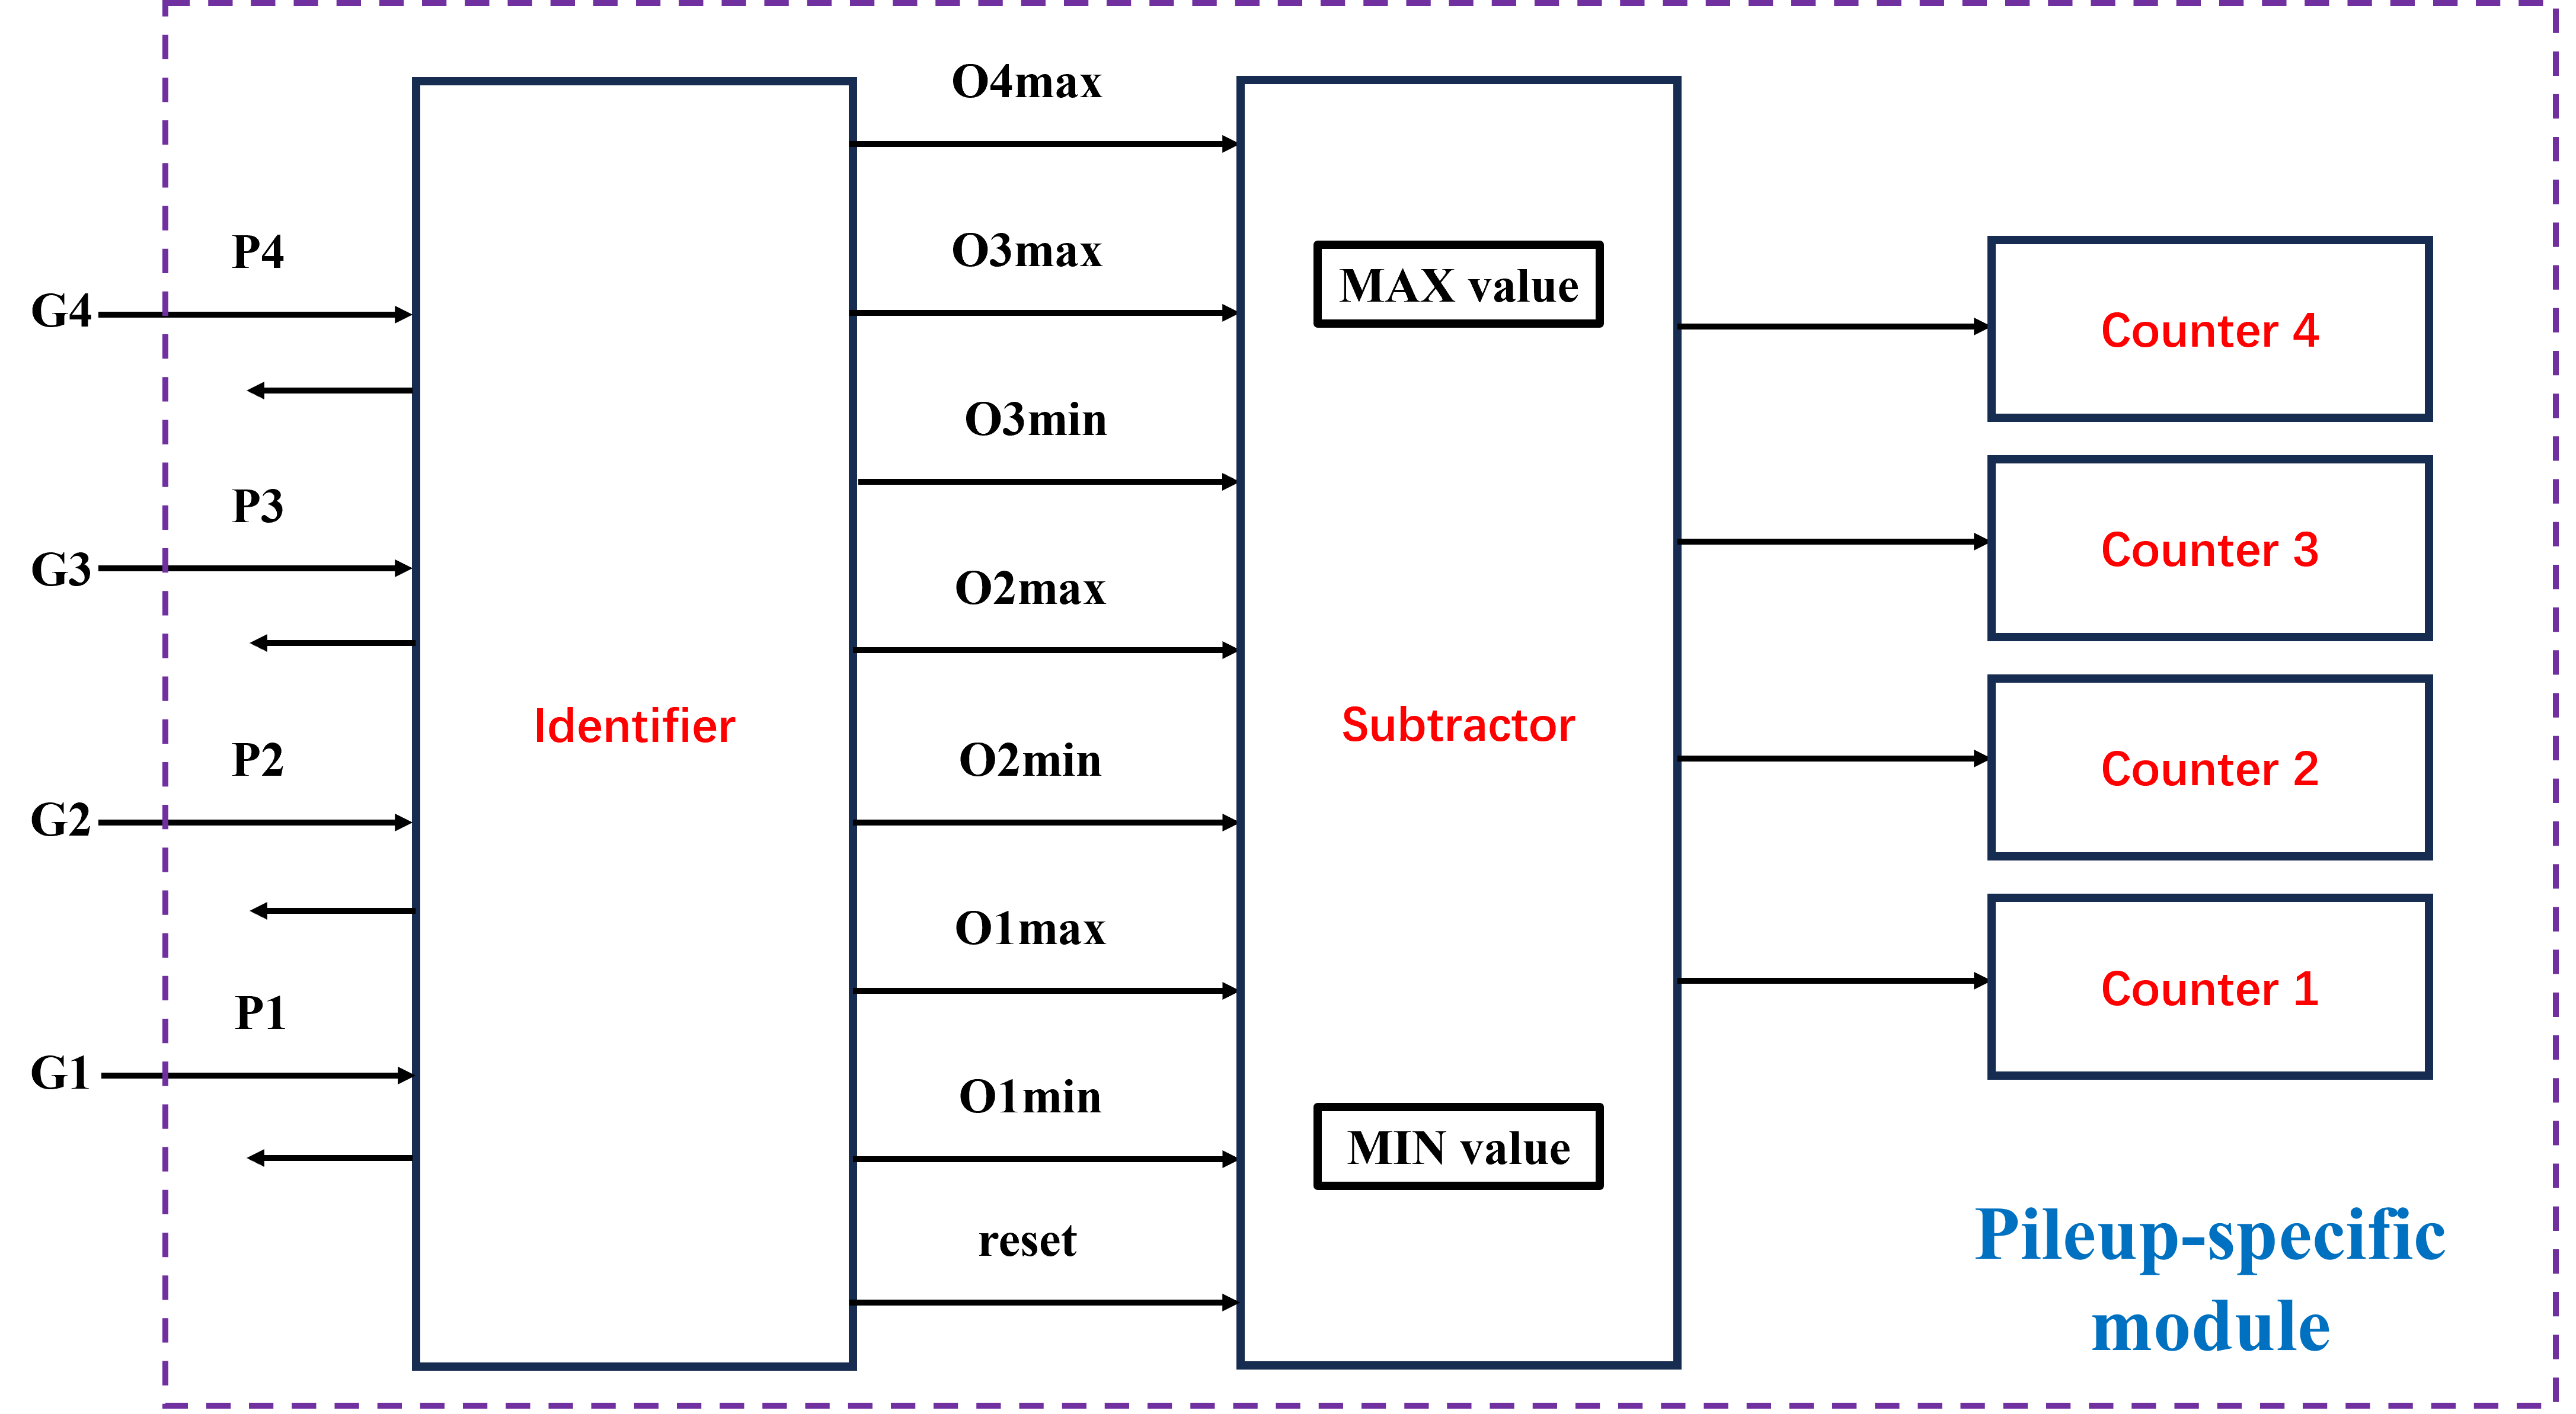 G4
P4
G3
P3
G2
P2
G1
P1
Identifier
O4max
O3max
O3min
O2max
O2min
O1max
O1min
reset
MAX value
Subtractor
MIN value
Counter 4
Counter 3
Counter 2
Counter 1
Pileup-specific
module